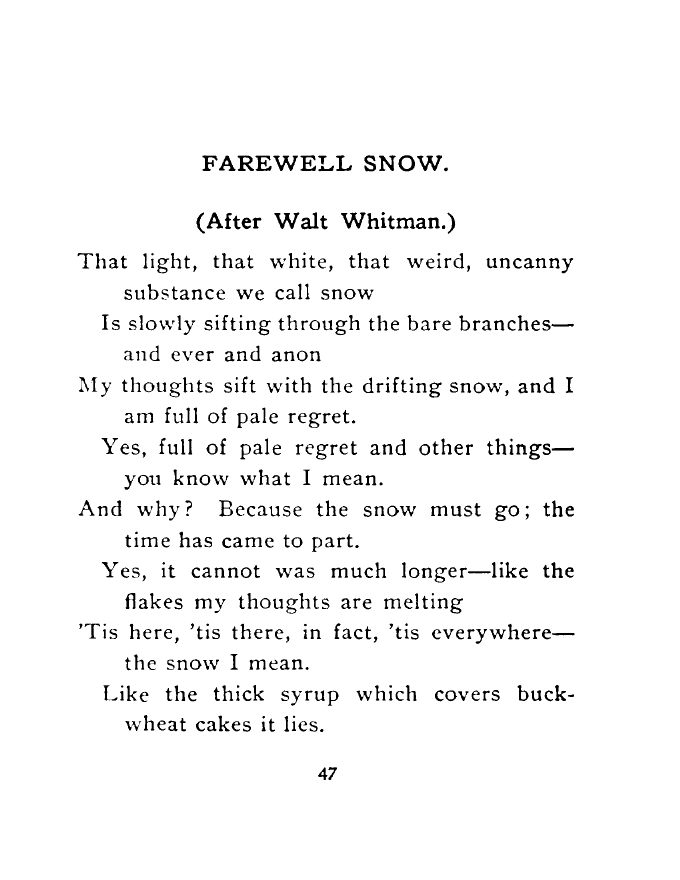 FAREWELL SNOW.
(After Walt Whitman.)
That light, that white, that weird, uncanny
substance we call snow
Is slowly sifting through the bare branches—
and ever and anon
My thoughts sift with the drifting snow, and I
am full of pale regret.
Yes, full of pale regret and other things—
you know what I mean.
And why? Because the snow must go; the
time has came to part.
Yes, it cannot was much longer—like the
flakes my thoughts are melting
'Tis here, 'tis there, in fact, 'tis everywhere—
the snow I mean.
Like the thick syrup which covers buck-
wheat cakes it lies.
47